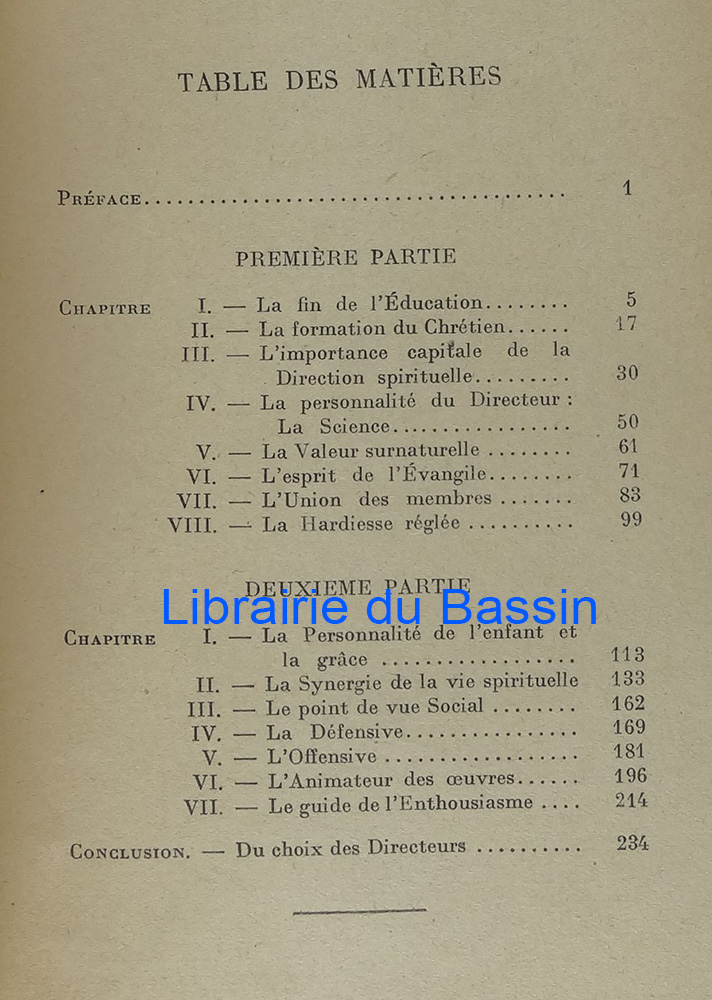 TABLE DES MATIÈRES
PRÉFACE........................................ 1
PREMIÈRE PARTIE
CHAPITRE I. — La fin de l'Éducation........ 5
II. — La formation du Chrétien...... 17
III. — L'importance capitale de la
Direction spirituelle......... 30
IV. — La personnalité du Directeur :
La Science................. 50
V. — La Valeur surnaturelle ........ 61
VI. — L'esprit de l'Évangile........ 71
VII. — L'Union des membres ....... 83
VIII. — La Hardiesse réglée .......... 99
DEUXIEME PARTIE
Librairie du Bassin
CHAPITRE I. — La Personnalité de l'enfant et
la grâce .................. 113
II. — La Synergie de la vie spirituelle 133
III. — Le point de vue Social ........ 162
IV. — La Défensive................ 169
V. — L'Offensive .................. 181
VI. — L'Animateur des œuvres...... 196
VII. — Le guide de l'Enthousiasme .... 214
CONCLUSION. — Du choix des Directeurs .......... 234